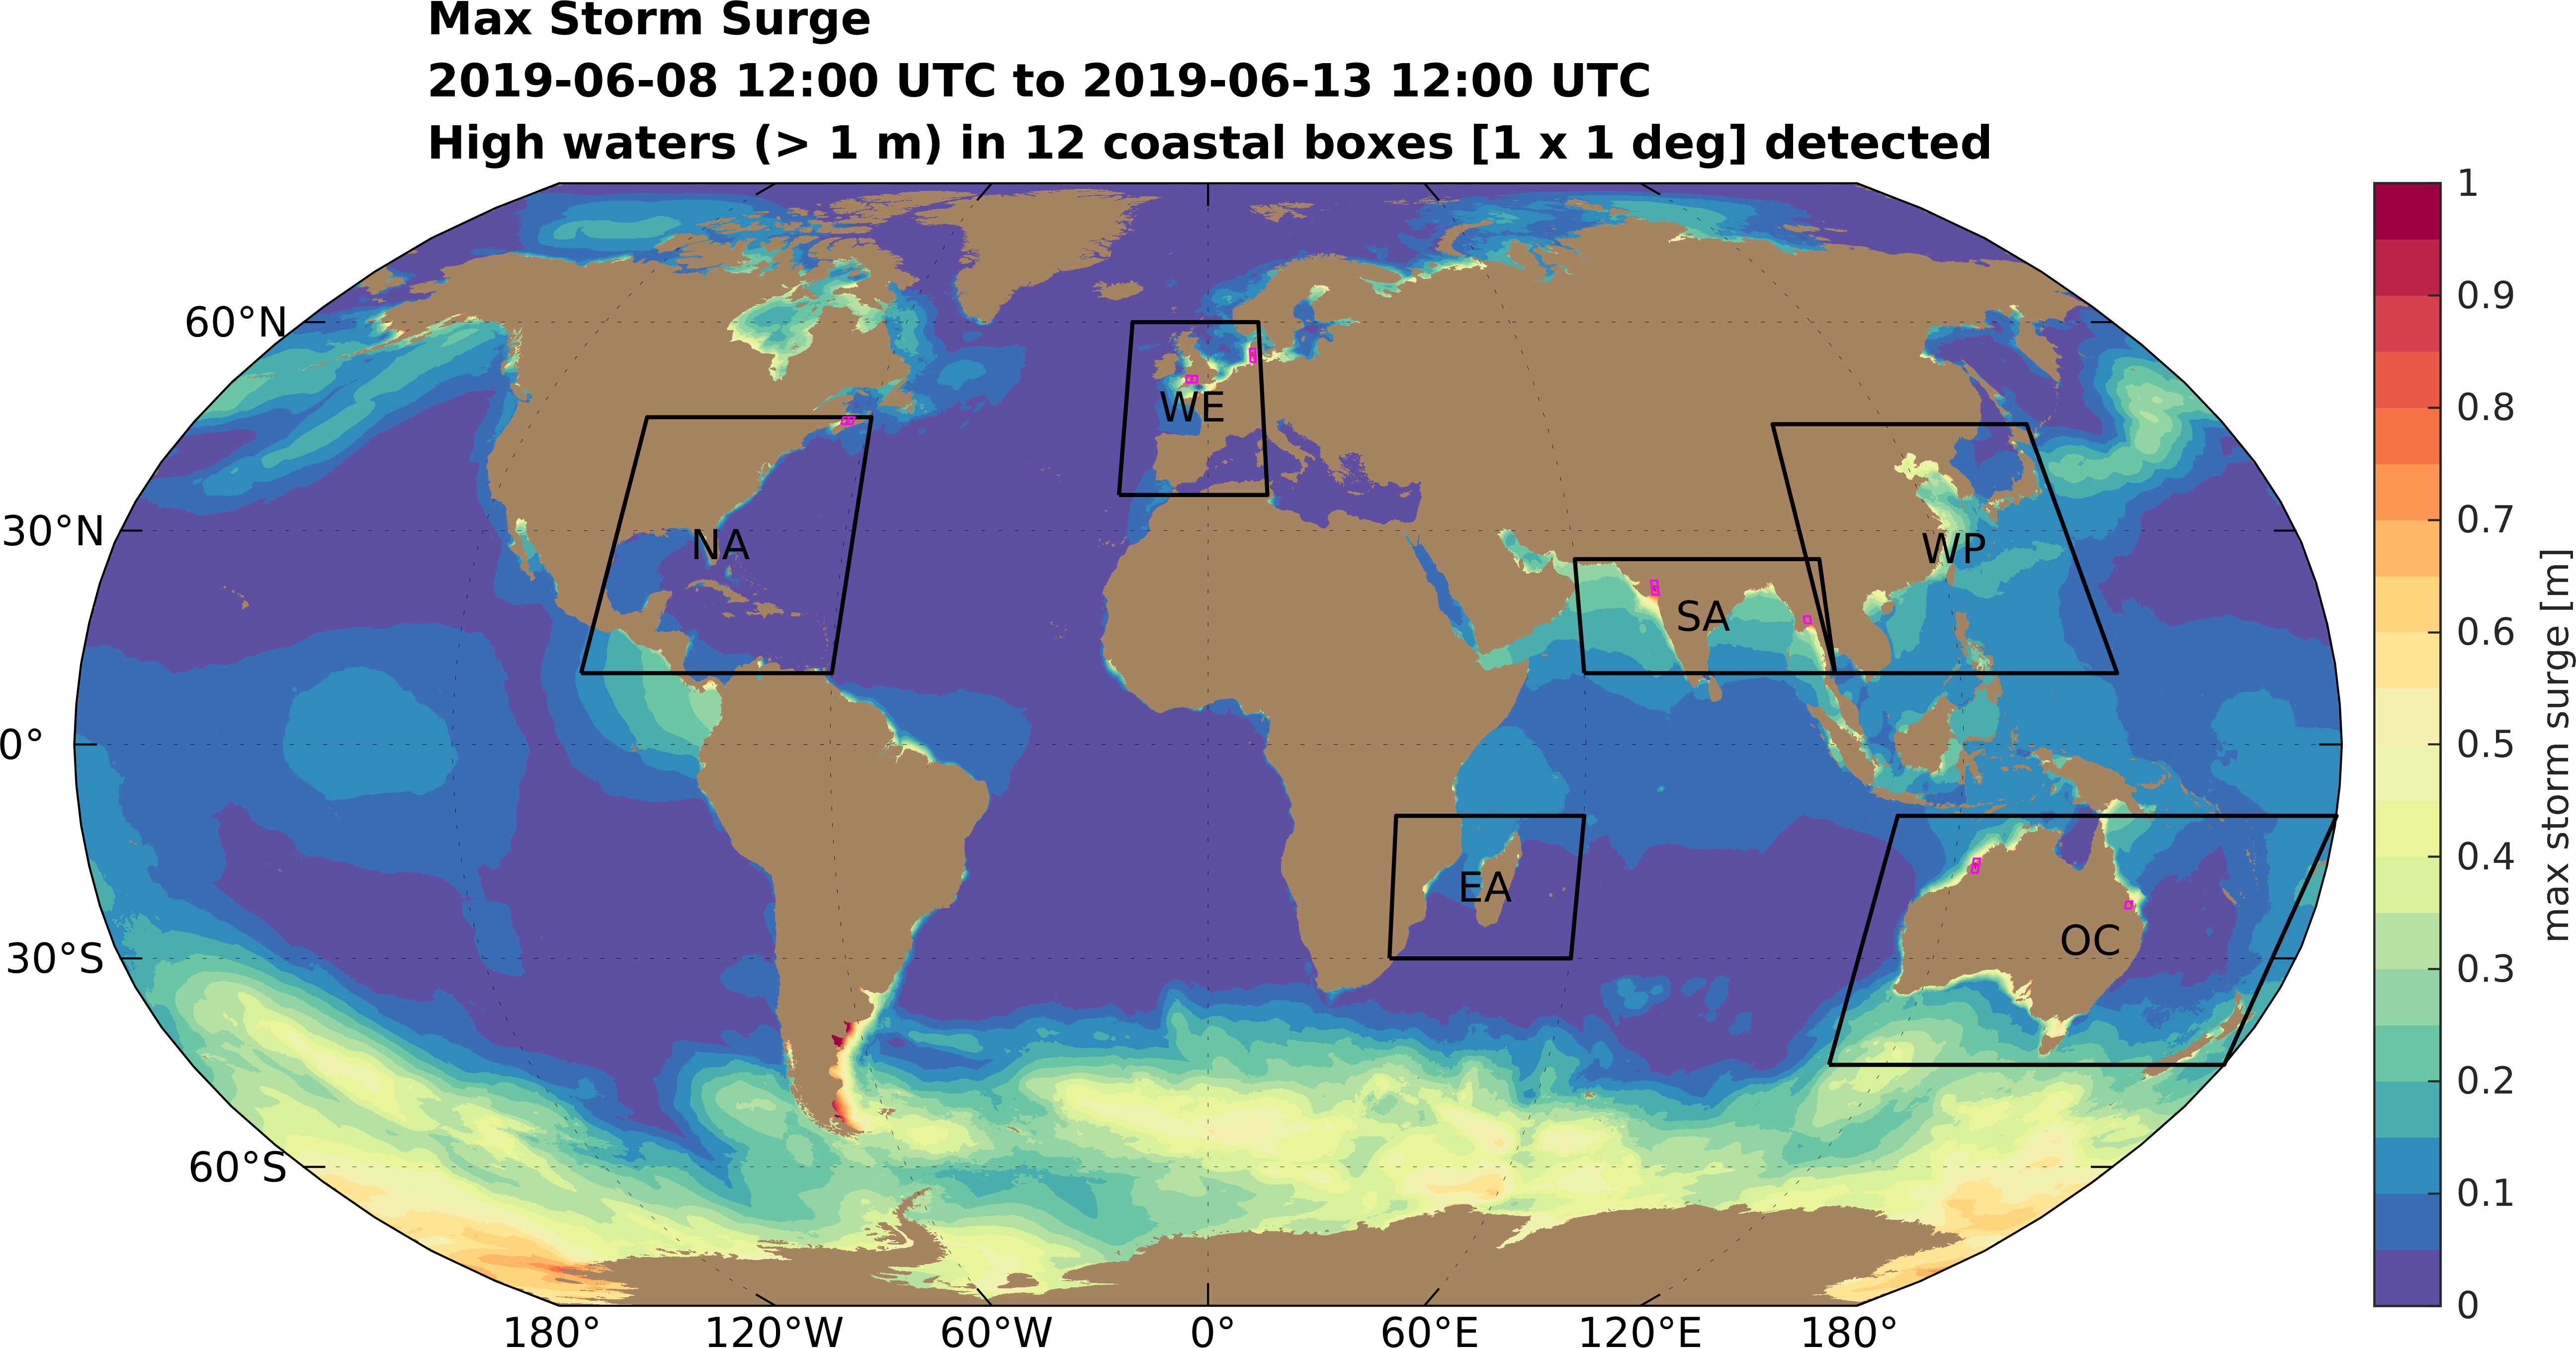 Max Storm Surge
2019-06-08 12:00 UTC to 2019-06-13 12:00 UTC
High waters (> 1 m) in 12 coastal boxes [1 x 1 deg] detected
60°N
30°N
0°
30°S
60°S
WE
NA
WP
SA
EA
OC
180°
120°W
60°W
0°
60°E
120°E
180°
1
0.9
0.8
0.7
0.6
0.5
0.4
0.3
0.2
0.1
0
max storm surge [m]